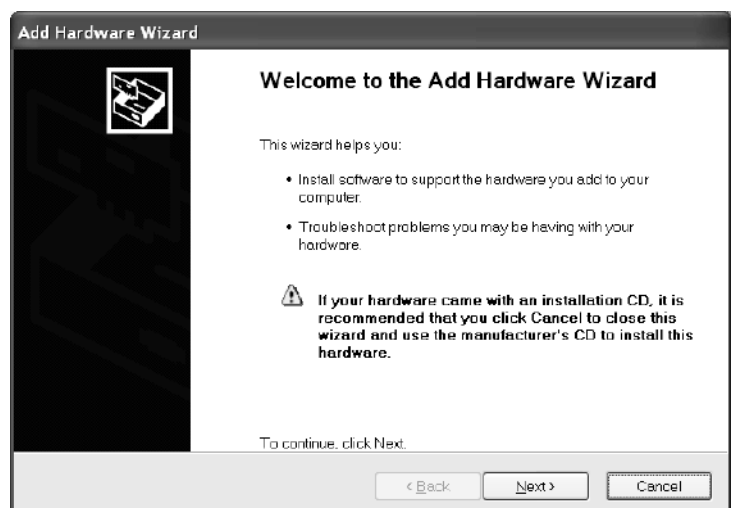 Add Hardware Wizard
Welcome to the Add Hardware Wizard
This wizard helps you:
• Install software to support the hardware you add to your
computer.
• Troubleshoot problems you may be having with your
hardware.
If your hardware came with an installation CD, it is
recommended that you click Cancel to close this
wizard and use the manufacturer's CD to install this
hardware.
To continue, click Next.
< Back Next > Cancel